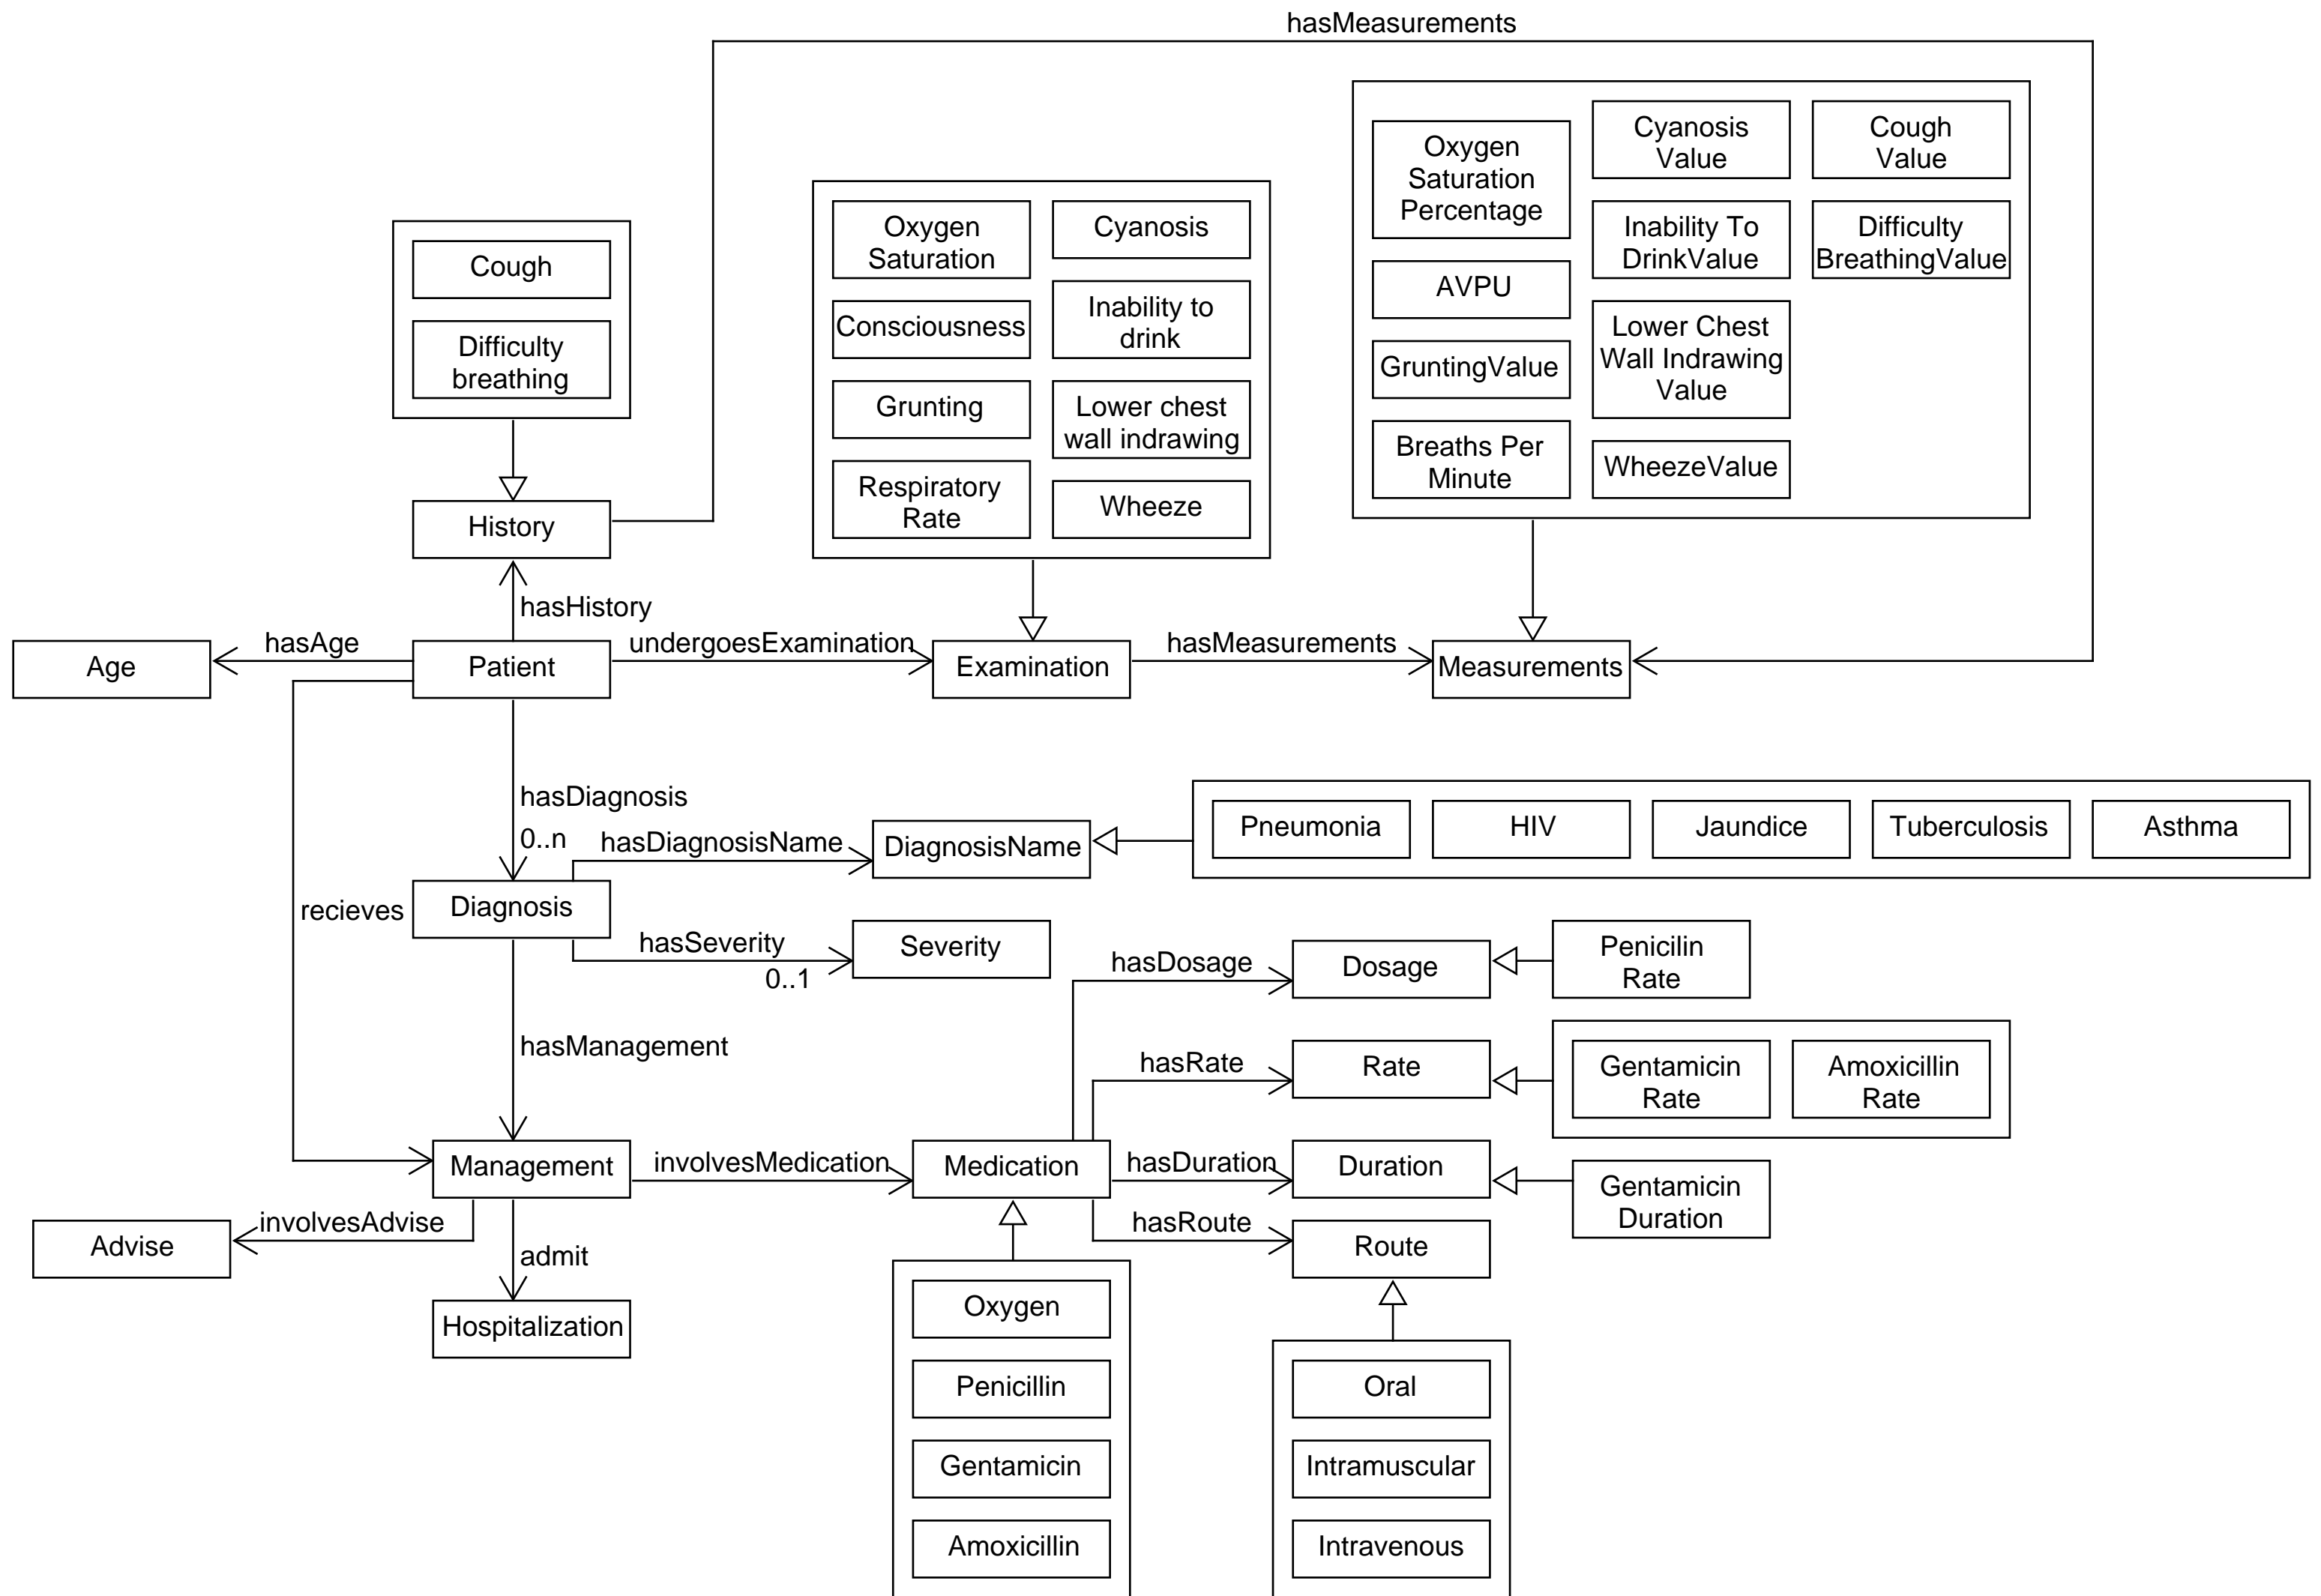 hasMeasurements
Oxygen
Saturation
Percentage
Cyanosis
Value
Cough
Value
AVPU
Inability To
DrinkValue
Difficulty
BreathingValue
GruntingValue
Lower Chest
Wall Indrawing
Value
Breaths Per
Minute
WheezeValue
Oxygen
Saturation
Cyanosis
Consciousness
Inability to
drink
Grunting
Lower chest
wall indrawing
Respiratory
Rate
Wheeze
Cough
Difficulty
breathing
History
hasHistory
Age
hasAge
Patient
undergoesExamination
Examination
hasMeasurements
Measurements
hasDiagnosis
0..n
hasDiagnosisName
DiagnosisName
Pneumonia
HIV
Jaundice
Tuberculosis
Asthma
recieves
Diagnosis
hasSeverity
0..1
Severity
hasDosage
Dosage
Penicilin
Rate
hasManagement
hasRate
Rate
Gentamicin
Rate
Amoxicillin
Rate
Management
involvesMedication
Medication
hasDuration
Duration
Gentamicin
Duration
Advise
involvesAdvise
admit
hasRoute
Route
Hospitalization
Oxygen
Penicillin
Gentamicin
Amoxicillin
Oral
Intramuscular
Intravenous